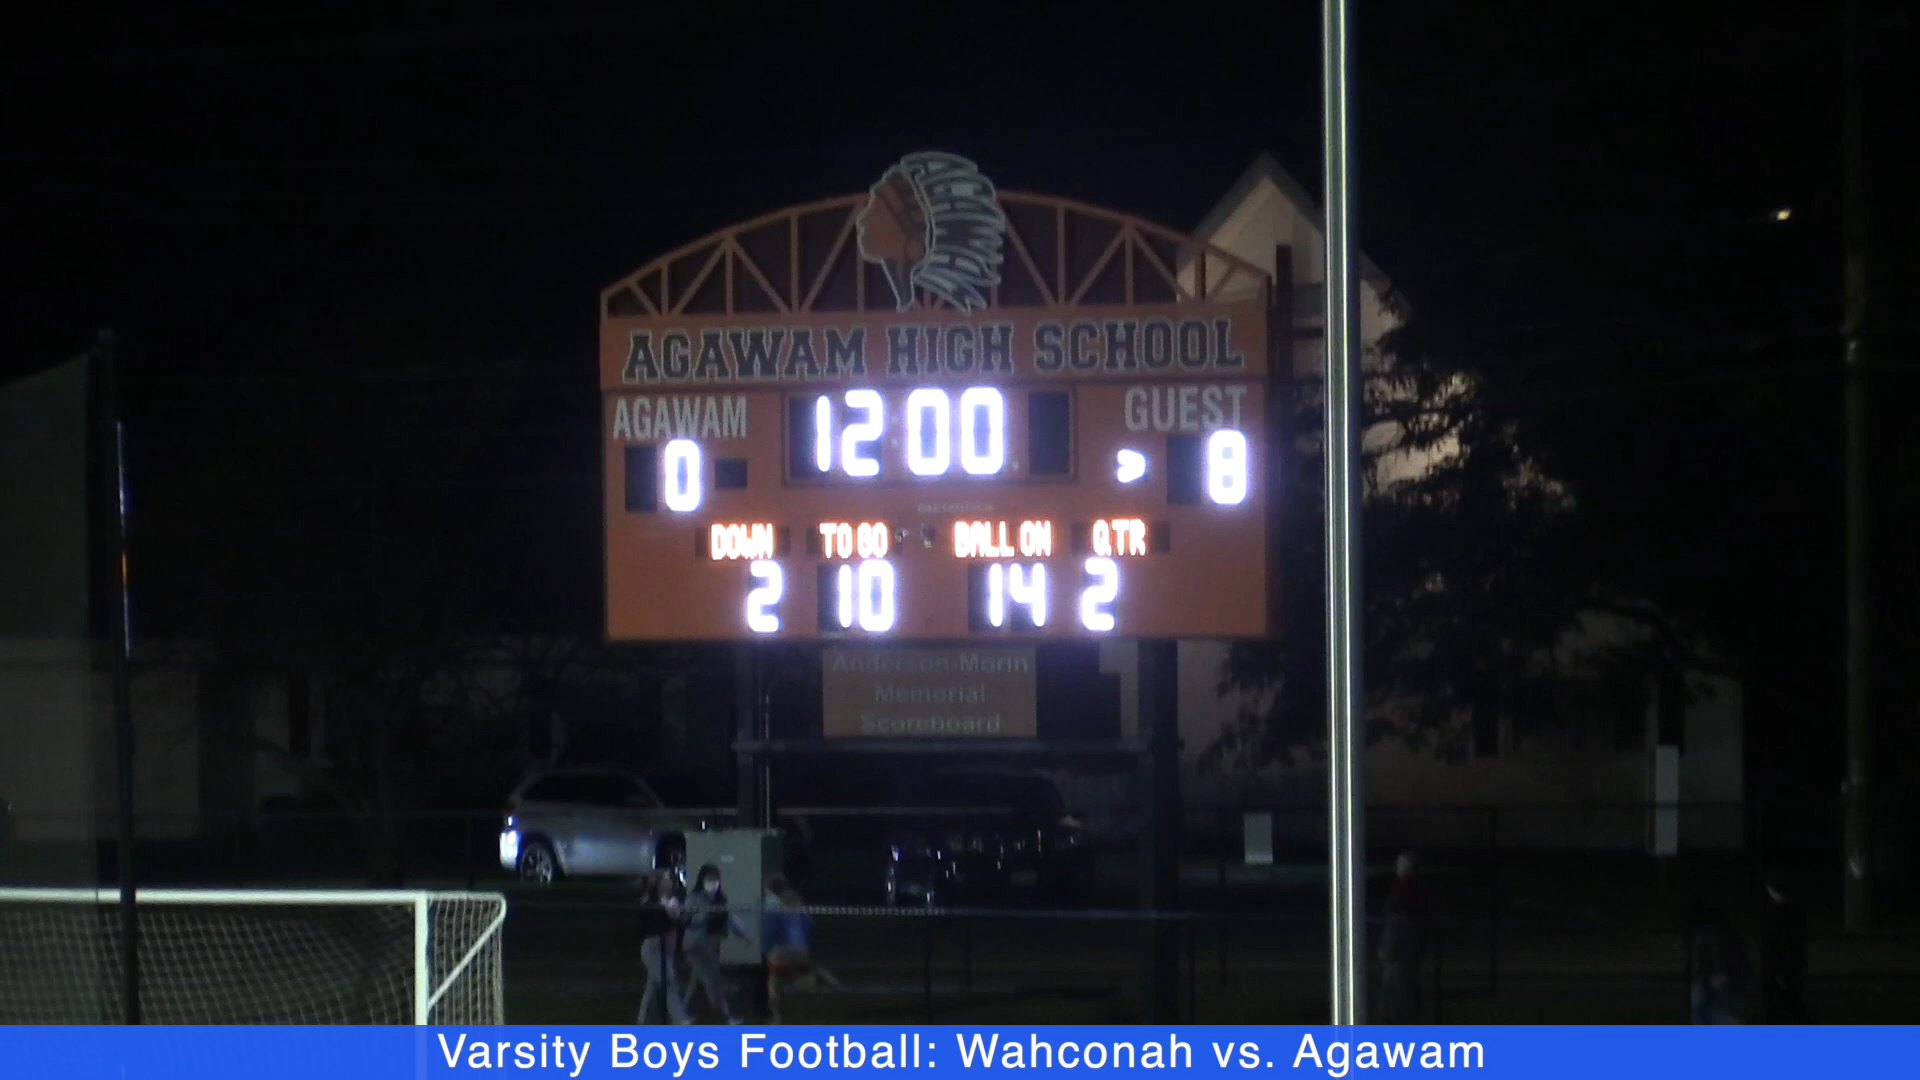 AGAWAM
AGAWAM HIGH SCHOOL
AGAWAM 12:00 GUEST
0 > 8
DOWN TO GO BALL ON QTR
2 10 14 2
Anderson-Morin
Memorial
Scoreboard
Varsity Boys Football: Wahconah vs. Agawam